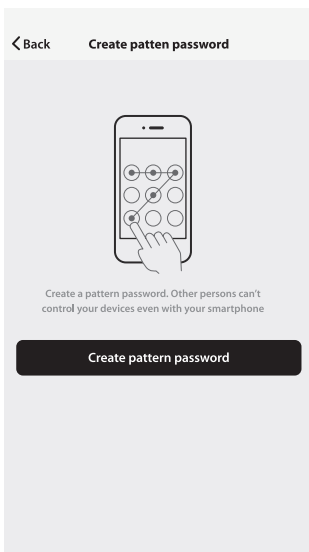 Back Create patten password
Create a pattern password. Other persons can't
control your devices even with your smartphone
Create pattern password